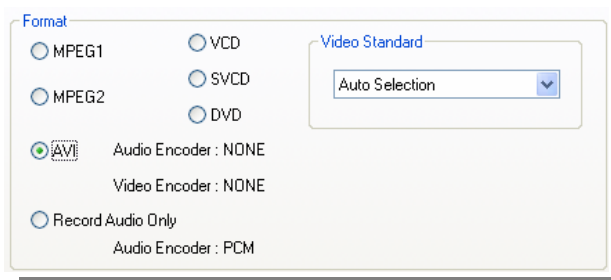 Format
MPEG1
VCD
Video Standard
SVCD
Auto Selection
MPEG2
DVD
AVI
Audio Encoder : NONE
Video Encoder : NONE
Record Audio Only
Audio Encoder : PCM